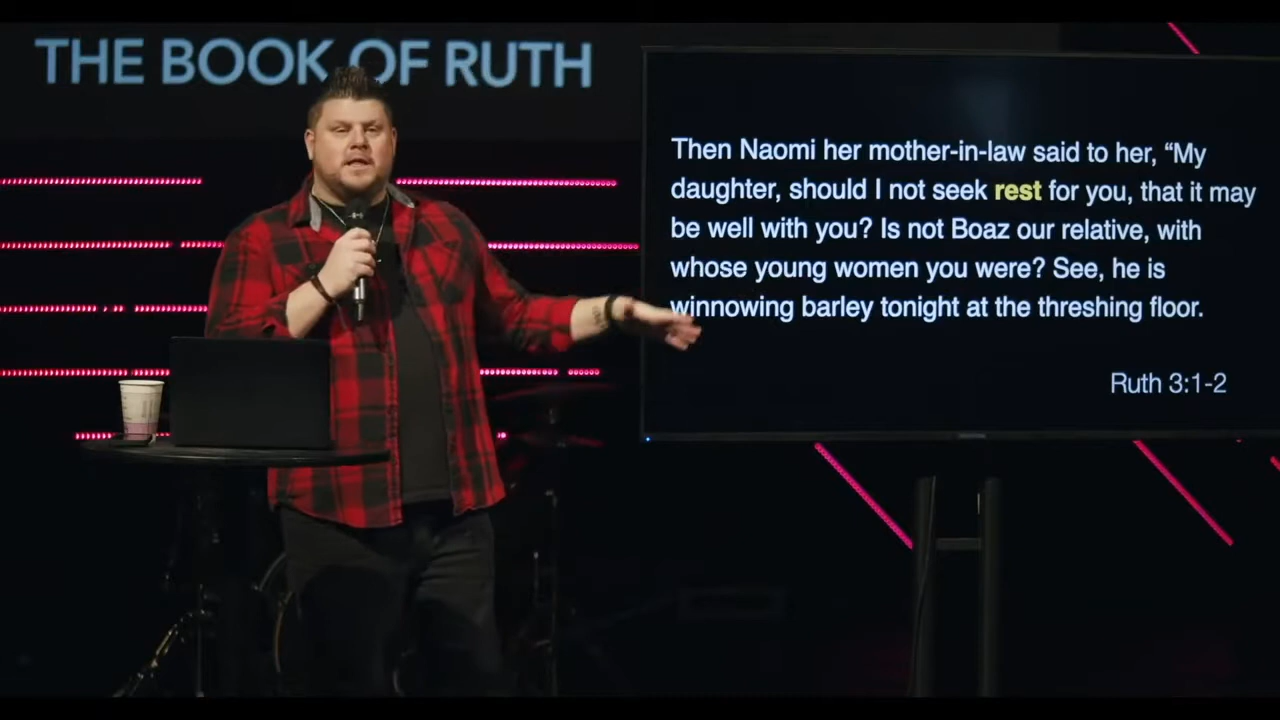 THE BOOK OF RUTH
Then Naomi her mother-in-law said to her, “My
daughter, should I not seek rest for you, that it may
be well with you? Is not Boaz our relative, with
whose young women you were? See, he is
winnowing barley tonight at the threshing floor.
Ruth 3:1-2